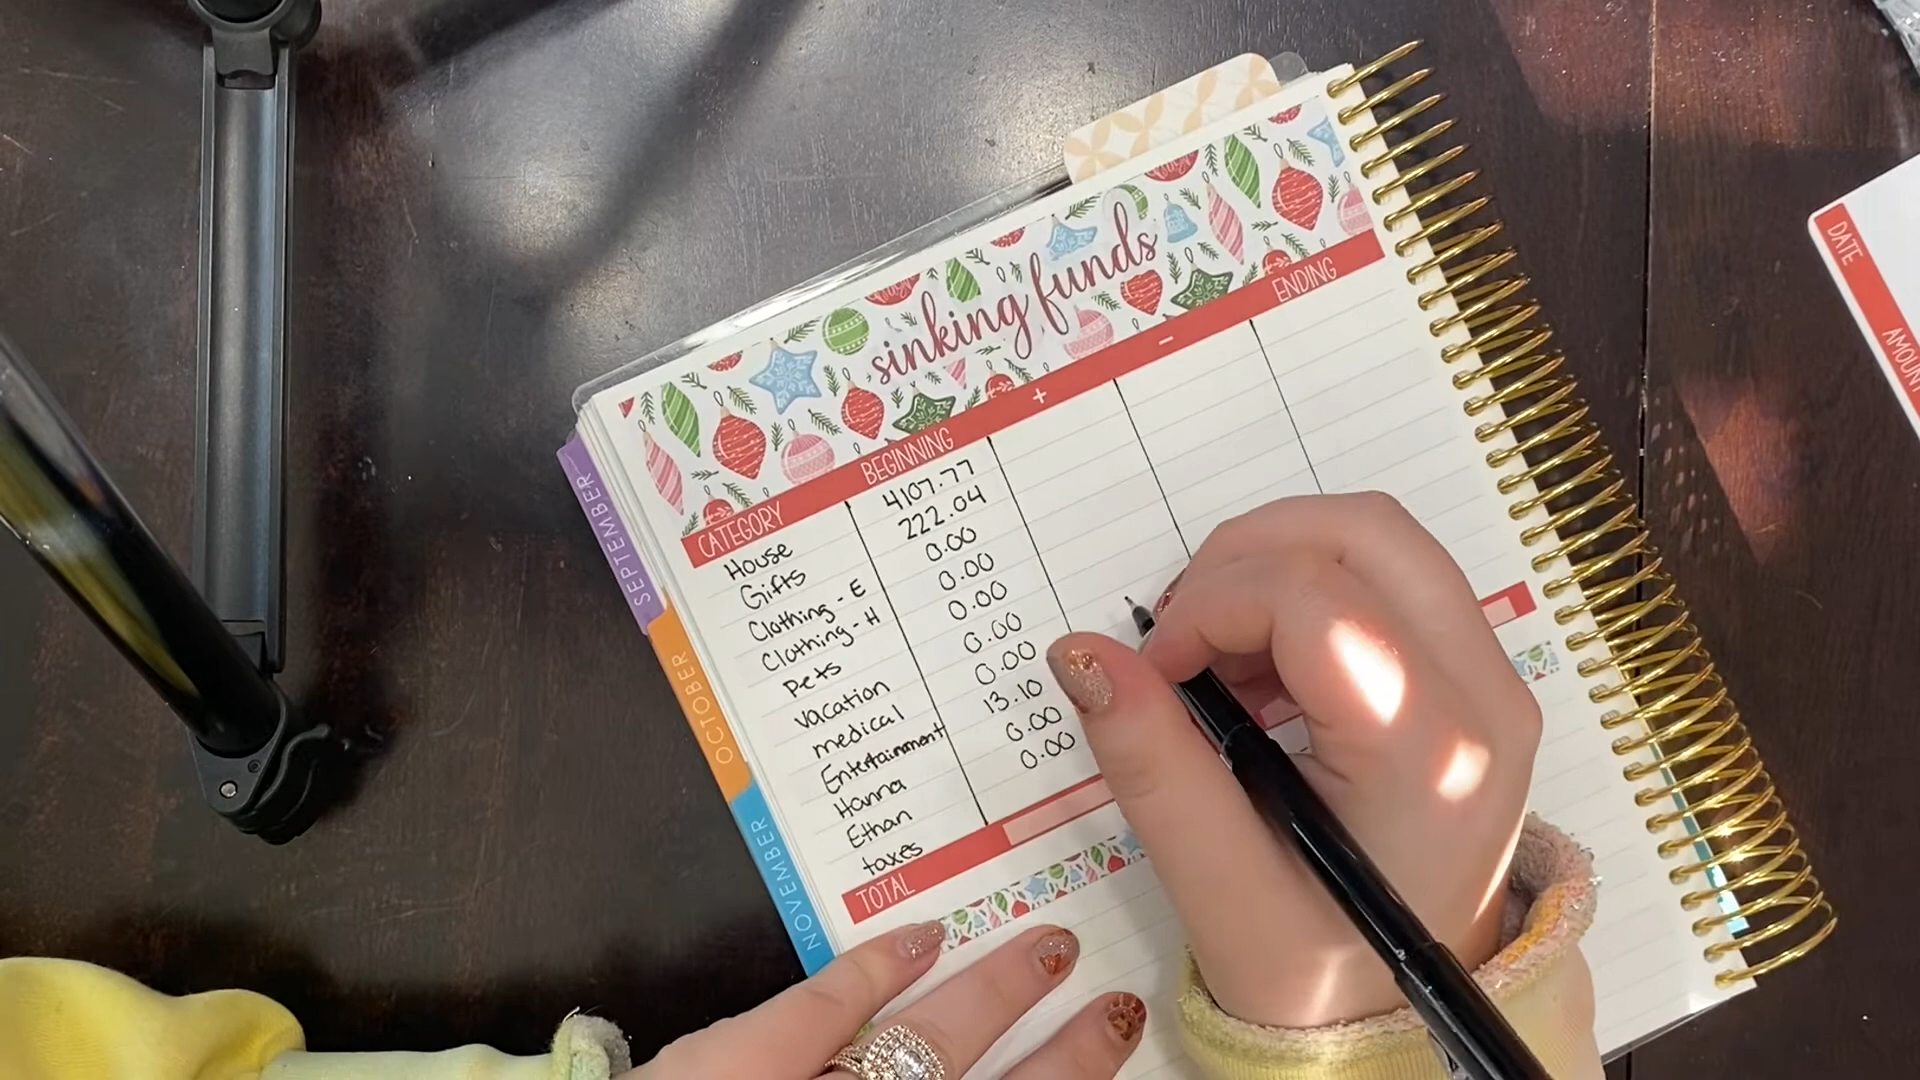 sinking funds
CATEGORY BEGINNING + - ENDING
House 4107.77
Gifts 222.04
Clothing - E 0.00
Clothing - H 0.00
Pets 0.00
vacation 0.00
medical 0.00
Entertainment 13.10
Hanna 0.00
Ethan 0.00
taxes
TOTAL
SEPTEMBER
OCTOBER
NOVEMBER
DATE
AMOUNT